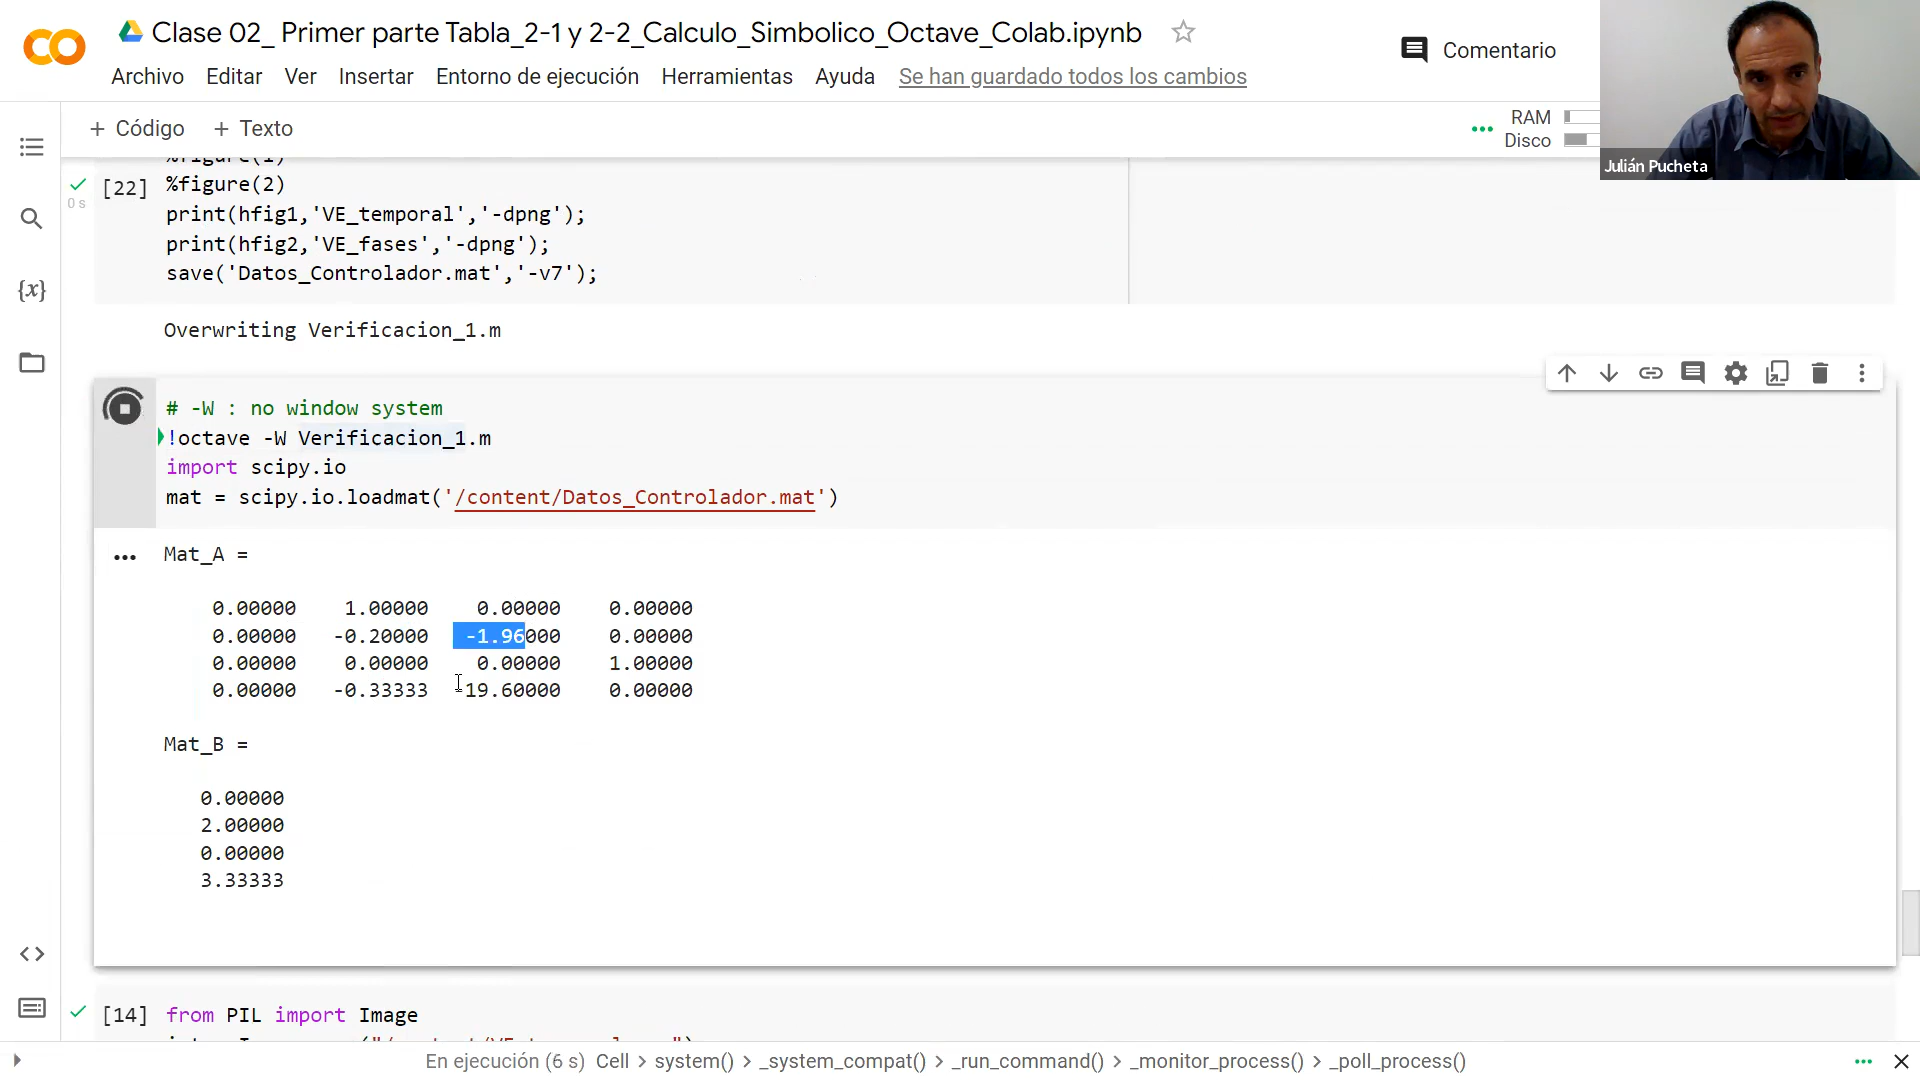 Clase 02_ Primer parte Tabla_2-1 y 2-2_Calculo_Simbolico_Octave_Colab.ipynb
Comentario
Archivo Editar Ver Insertar Entorno de ejecución Herramientas Ayuda Se han guardado todos los cambios
+ Código + Texto
RAM
Disco
Julián Pucheta
%figure(1)
[22] %figure(2)
0 s
print(hfig1,'VE_temporal','-dpng');
print(hfig2,'VE_fases','-dpng');
save('Datos_Controlador.mat','-v7');
Overwriting Verificacion_1.m
# -W : no window system
!octave -W Verificacion_1.m
import scipy.io
mat = scipy.io.loadmat('/content/Datos_Controlador.mat')
Mat_A =
0.00000 1.00000 0.00000 0.00000
0.00000 -0.20000 -1.96000 0.00000
0.00000 0.00000 0.00000 1.00000
0.00000 -0.33333 19.60000 0.00000
Mat_B =
0.00000
2.00000
0.00000
3.33333
[14] from PIL import Image
En ejecución (6 s) Cell > system() > _system_compat() > _run_command() > _monitor_process() > _poll_process()